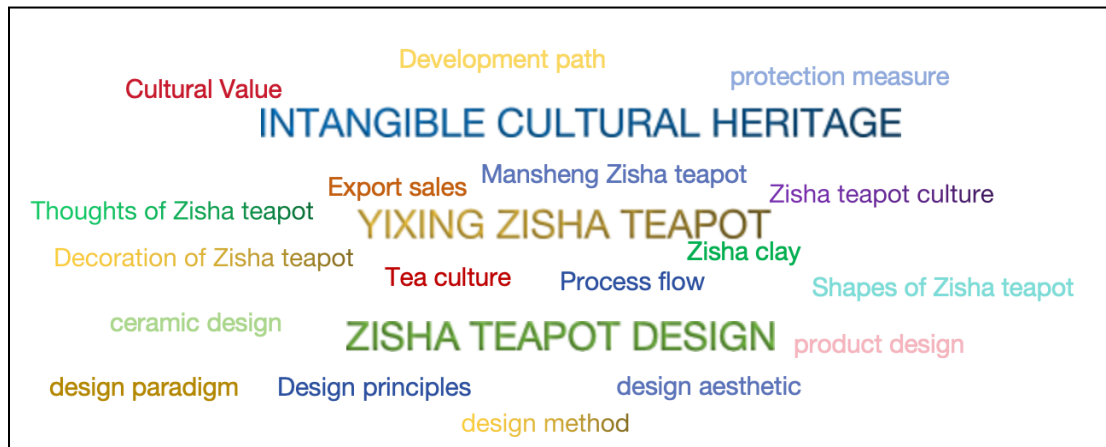 Development path
protection measure
Cultural Value
INTANGIBLE CULTURAL HERITAGE
Mansheng Zisha teapot
Export sales
Zisha teapot culture
Thoughts of Zisha teapot
YIXING ZISHA TEAPOT
Zisha clay
Decoration of Zisha teapot
Tea culture
Process flow
Shapes of Zisha teapot
ceramic design
ZISHA TEAPOT DESIGN
product design
design paradigm
Design principles
design aesthetic
design method